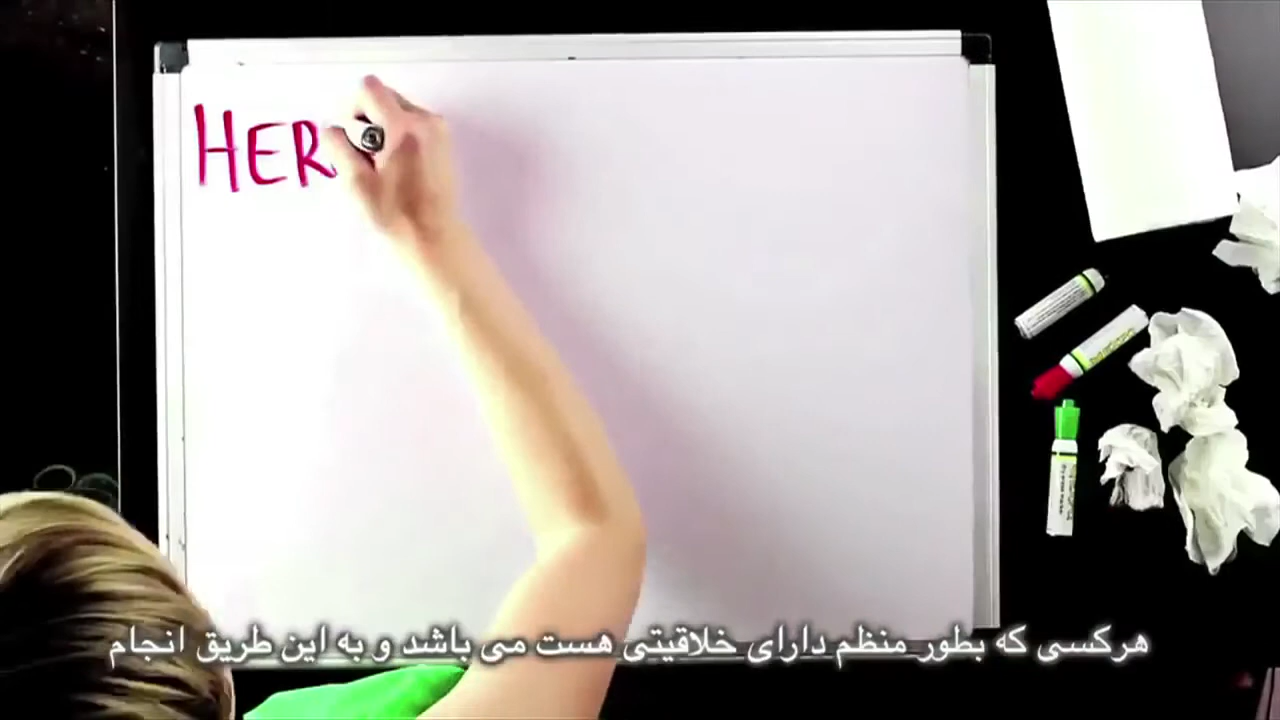 HER
هرکسی که بطور منظم دارای خلاقیتی هست می باشد و به این طریق انجام